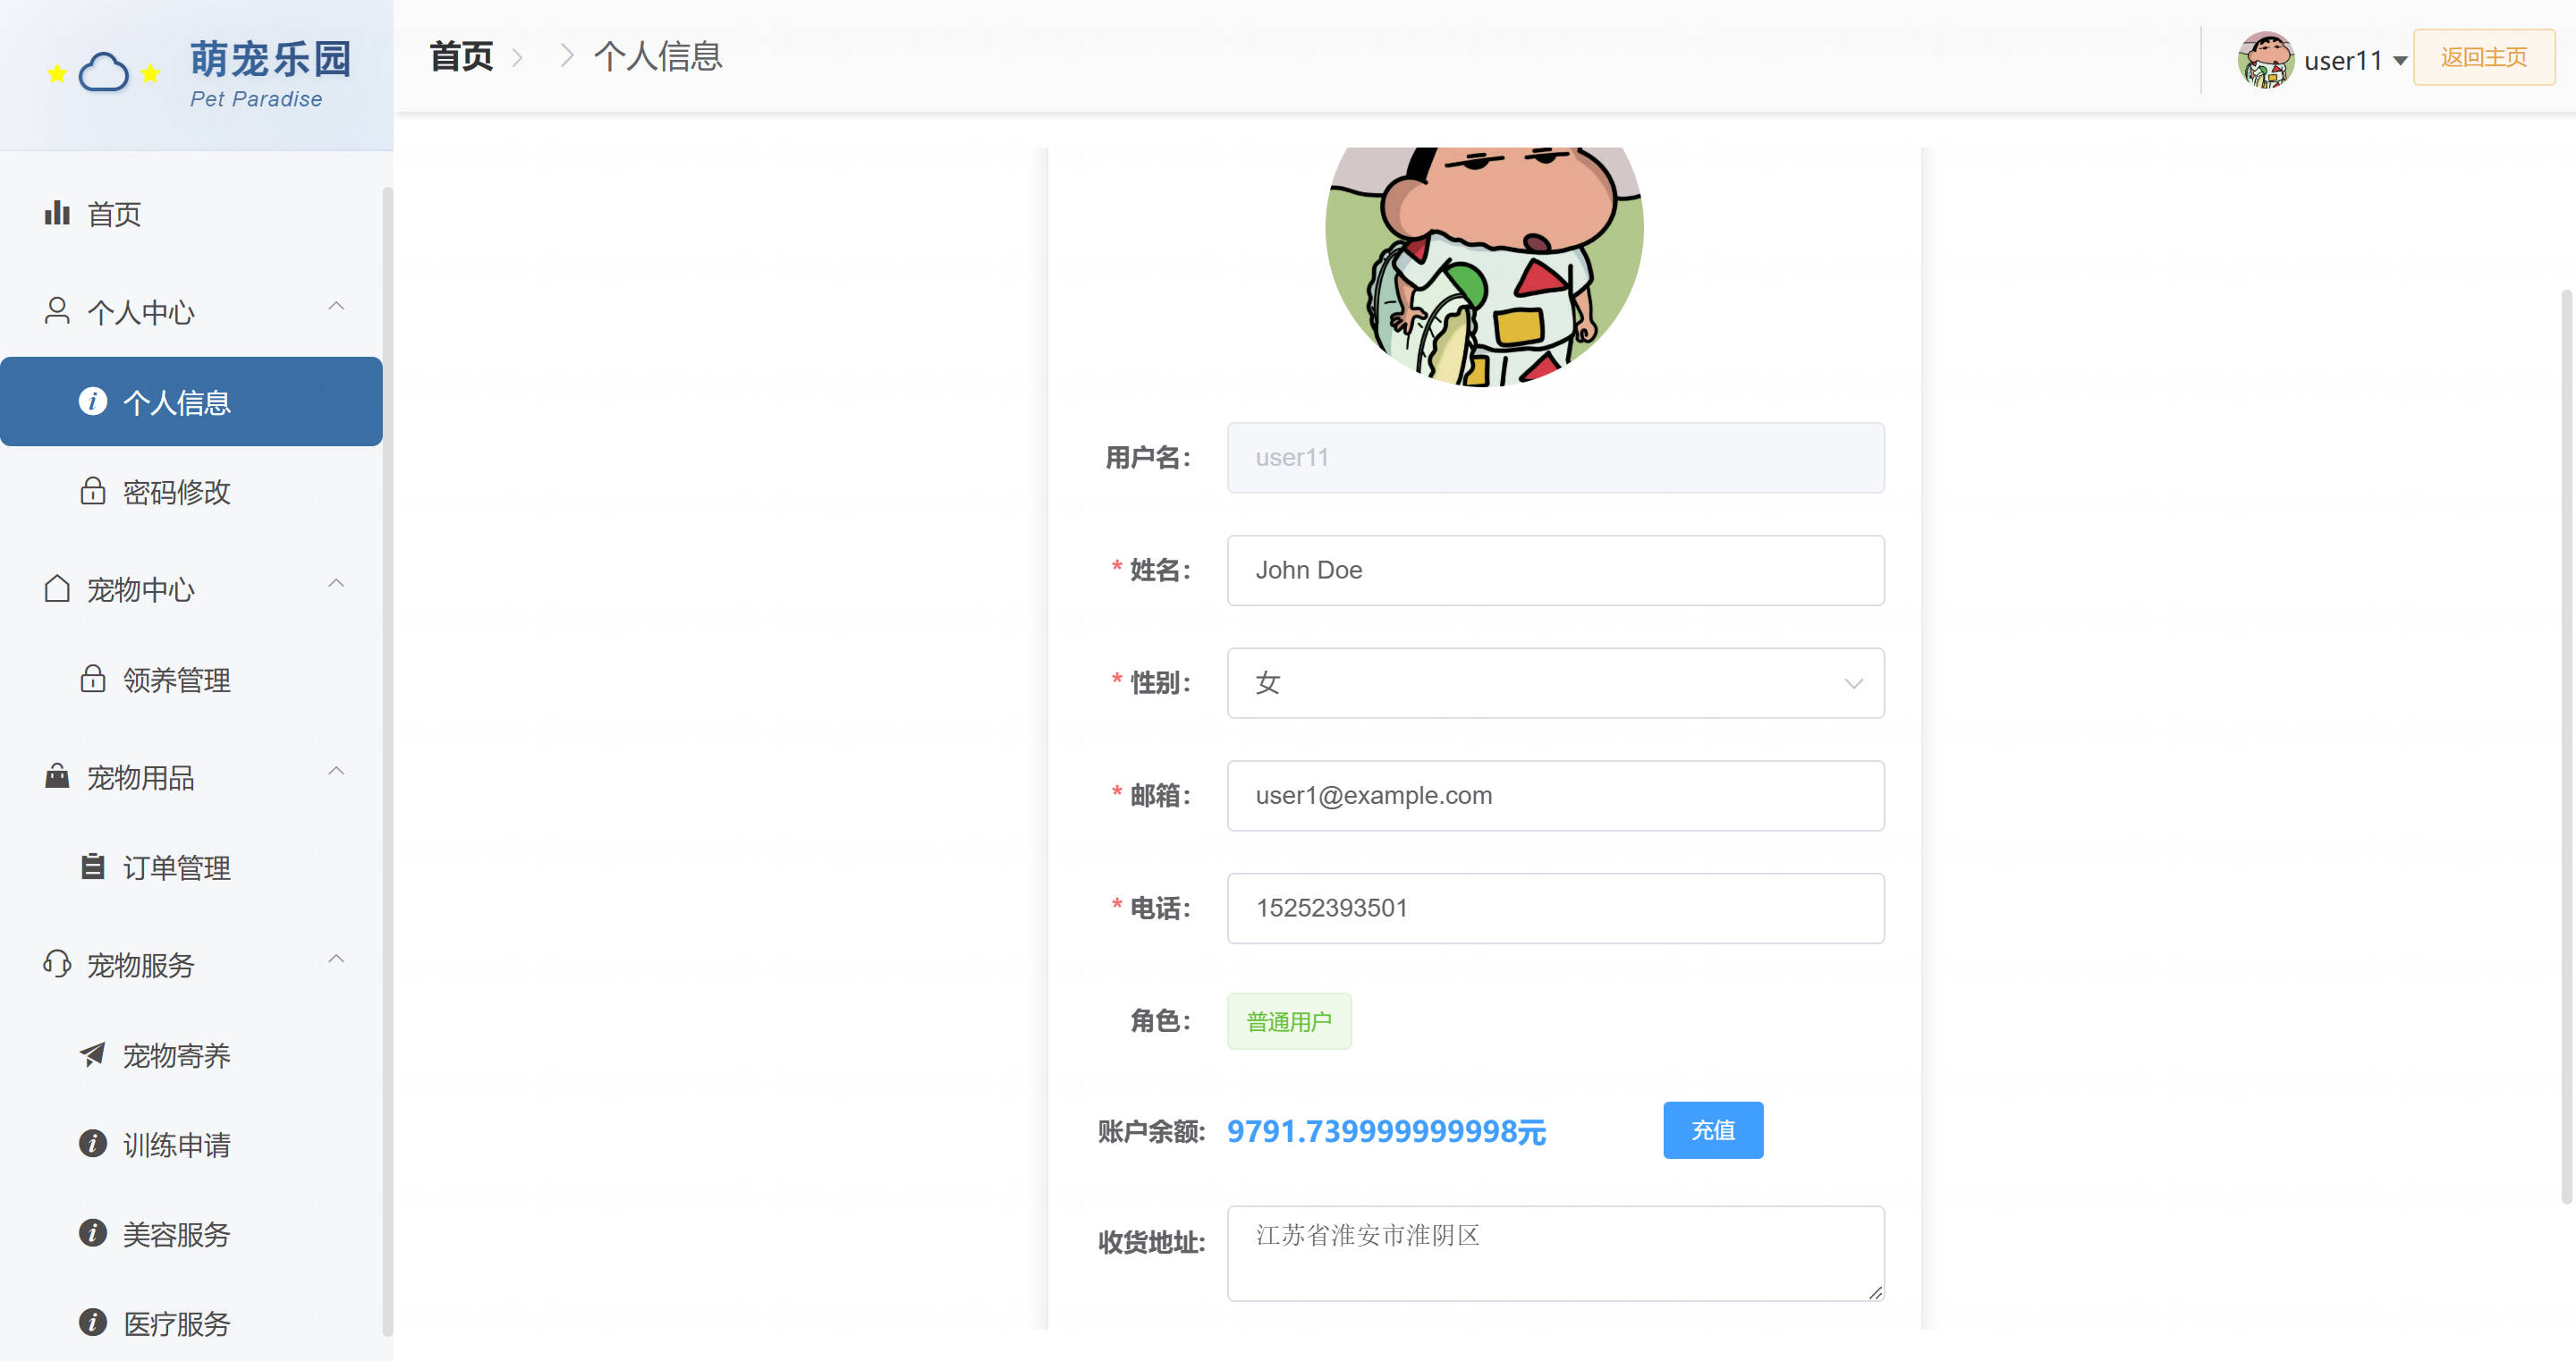 萌宠乐园
Pet Paradise
首页
个人中心
个人信息
密码修改
宠物中心
领养管理
宠物用品
订单管理
宠物服务
宠物寄养
训练申请
美容服务
医疗服务
首页 个人信息
user11 返回主页
用户名： user11
* 姓名： John Doe
* 性别： 女
* 邮箱： user1@example.com
* 电话： 15252393501
角色： 普通用户
账户余额: 9791.739999999998元 充值
收货地址: 江苏省淮安市淮阴区